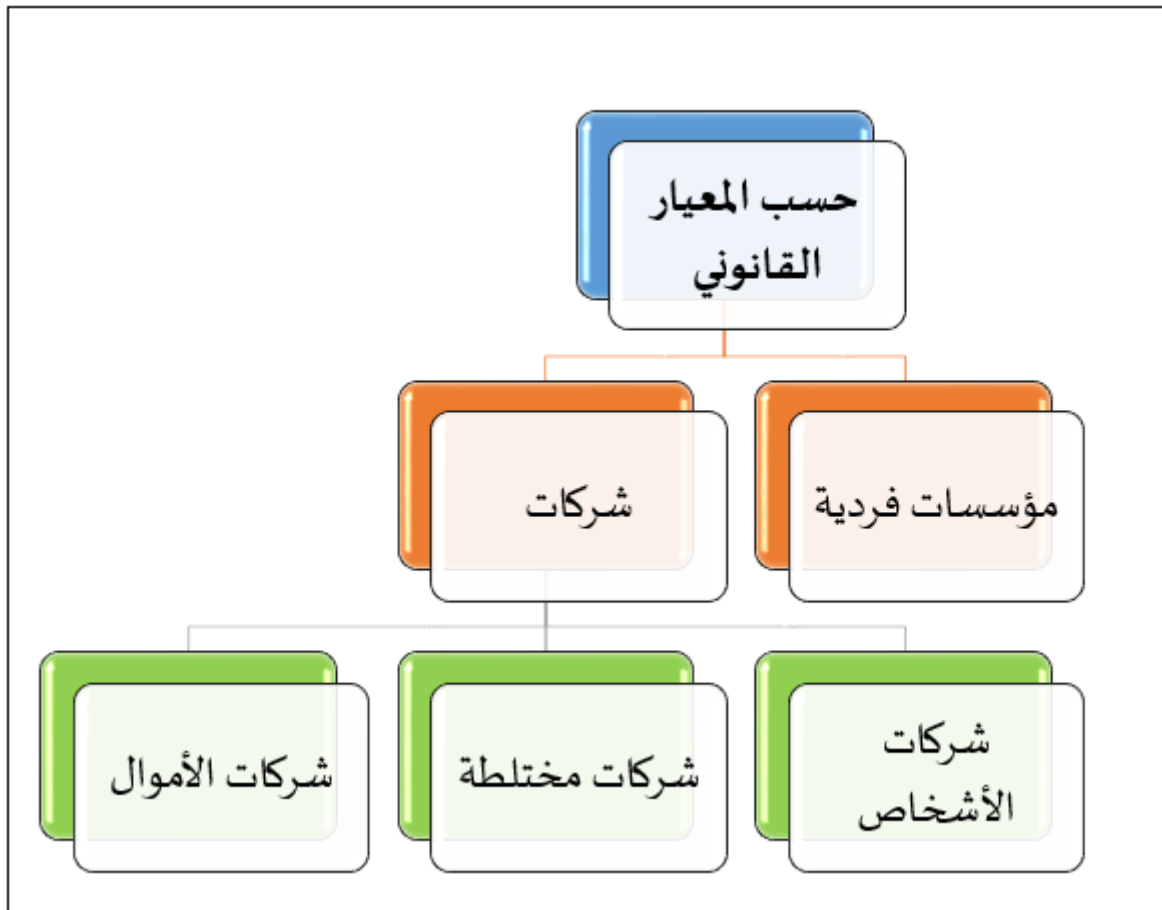 حسب المعيار
القانوني
مؤسسات فردية
شركات
شركات
الأشخاص
شركات مختلطة
شركات الأموال